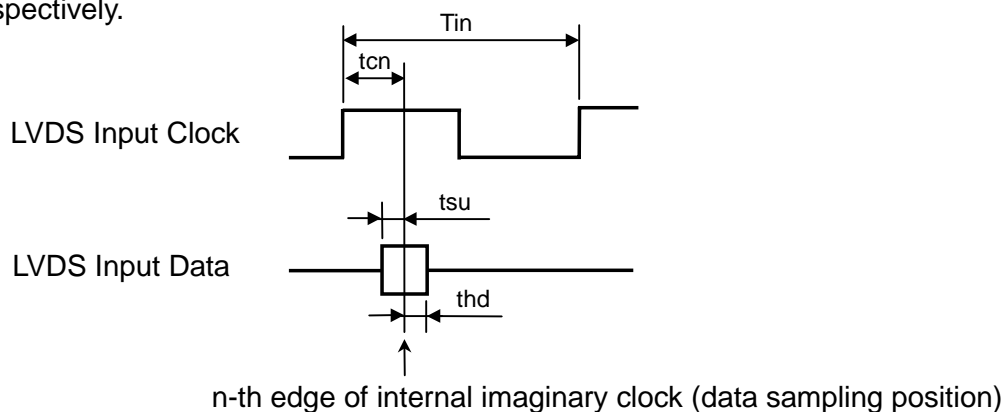 spectively.
Tin
tcn
LVDS Input Clock
tsu
LVDS Input Data
thd
n-th edge of internal imaginary clock (data sampling position)